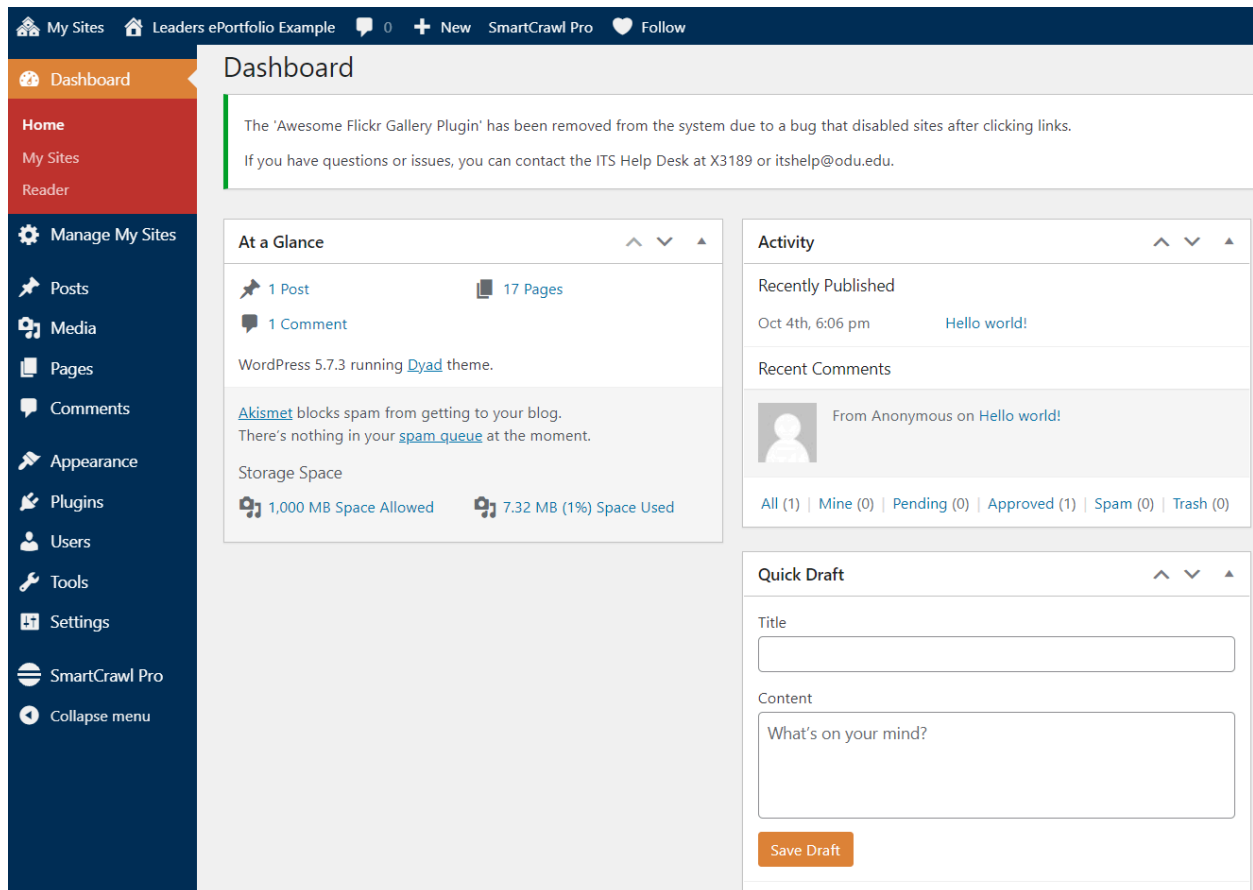 My Sites Leaders ePortfolio Example 0 New SmartCrawl Pro Follow
Dashboard
Home
My Sites
Reader
Manage My Sites
Posts
Media
Pages
Comments
Appearance
Plugins
Users
Tools
Settings
SmartCrawl Pro
Collapse menu
Dashboard
The 'Awesome Flickr Gallery Plugin' has been removed from the system due to a bug that disabled sites after clicking links.
If you have questions or issues, you can contact the ITS Help Desk at X3189 or itshelp@odu.edu.
At a Glance
1 Post 17 Pages
1 Comment
WordPress 5.7.3 running Dyad theme.
Akismet blocks spam from getting to your blog.
There's nothing in your spam queue at the moment.
Storage Space
1,000 MB Space Allowed 7.32 MB (1%) Space Used
Activity
Recently Published
Oct 4th, 6:06 pm Hello world!
Recent Comments
From Anonymous on Hello world!
All (1) | Mine (0) | Pending (0) | Approved (1) | Spam (0) | Trash (0)
Quick Draft
Title
Content
What's on your mind?
Save Draft